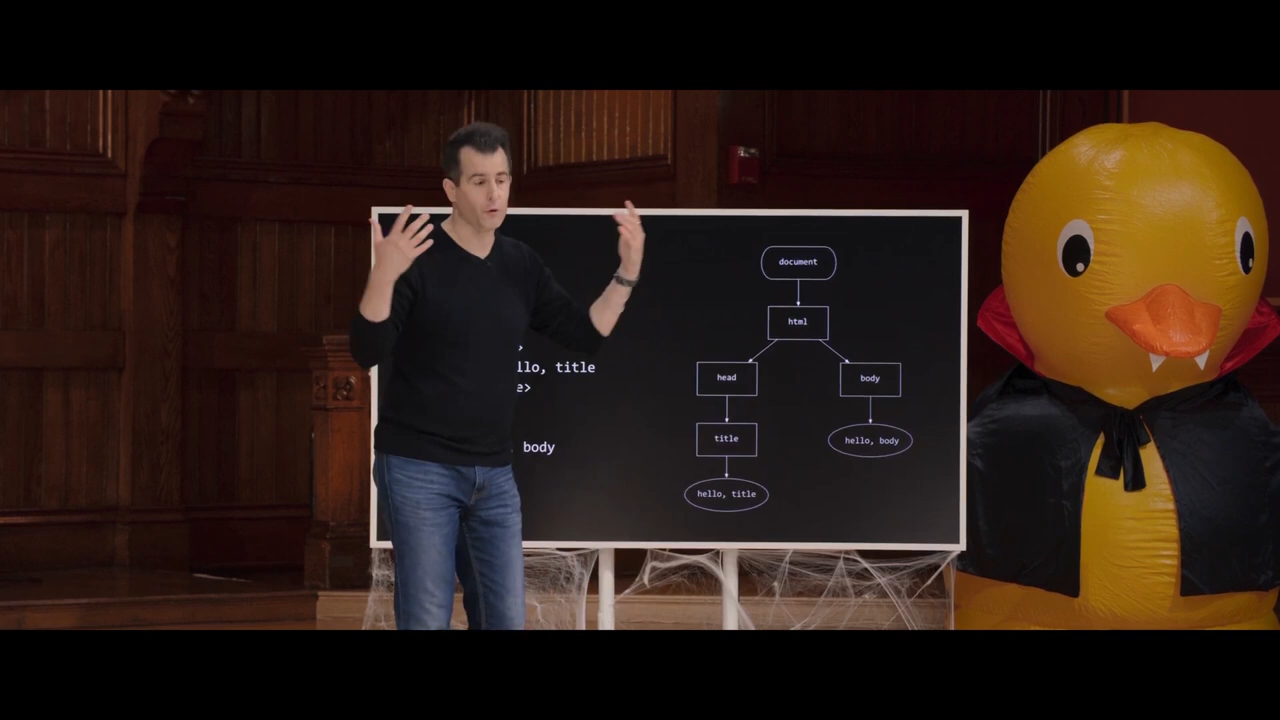 llo, title
e>
body
document
html
head
body
title
hello, body
hello, title